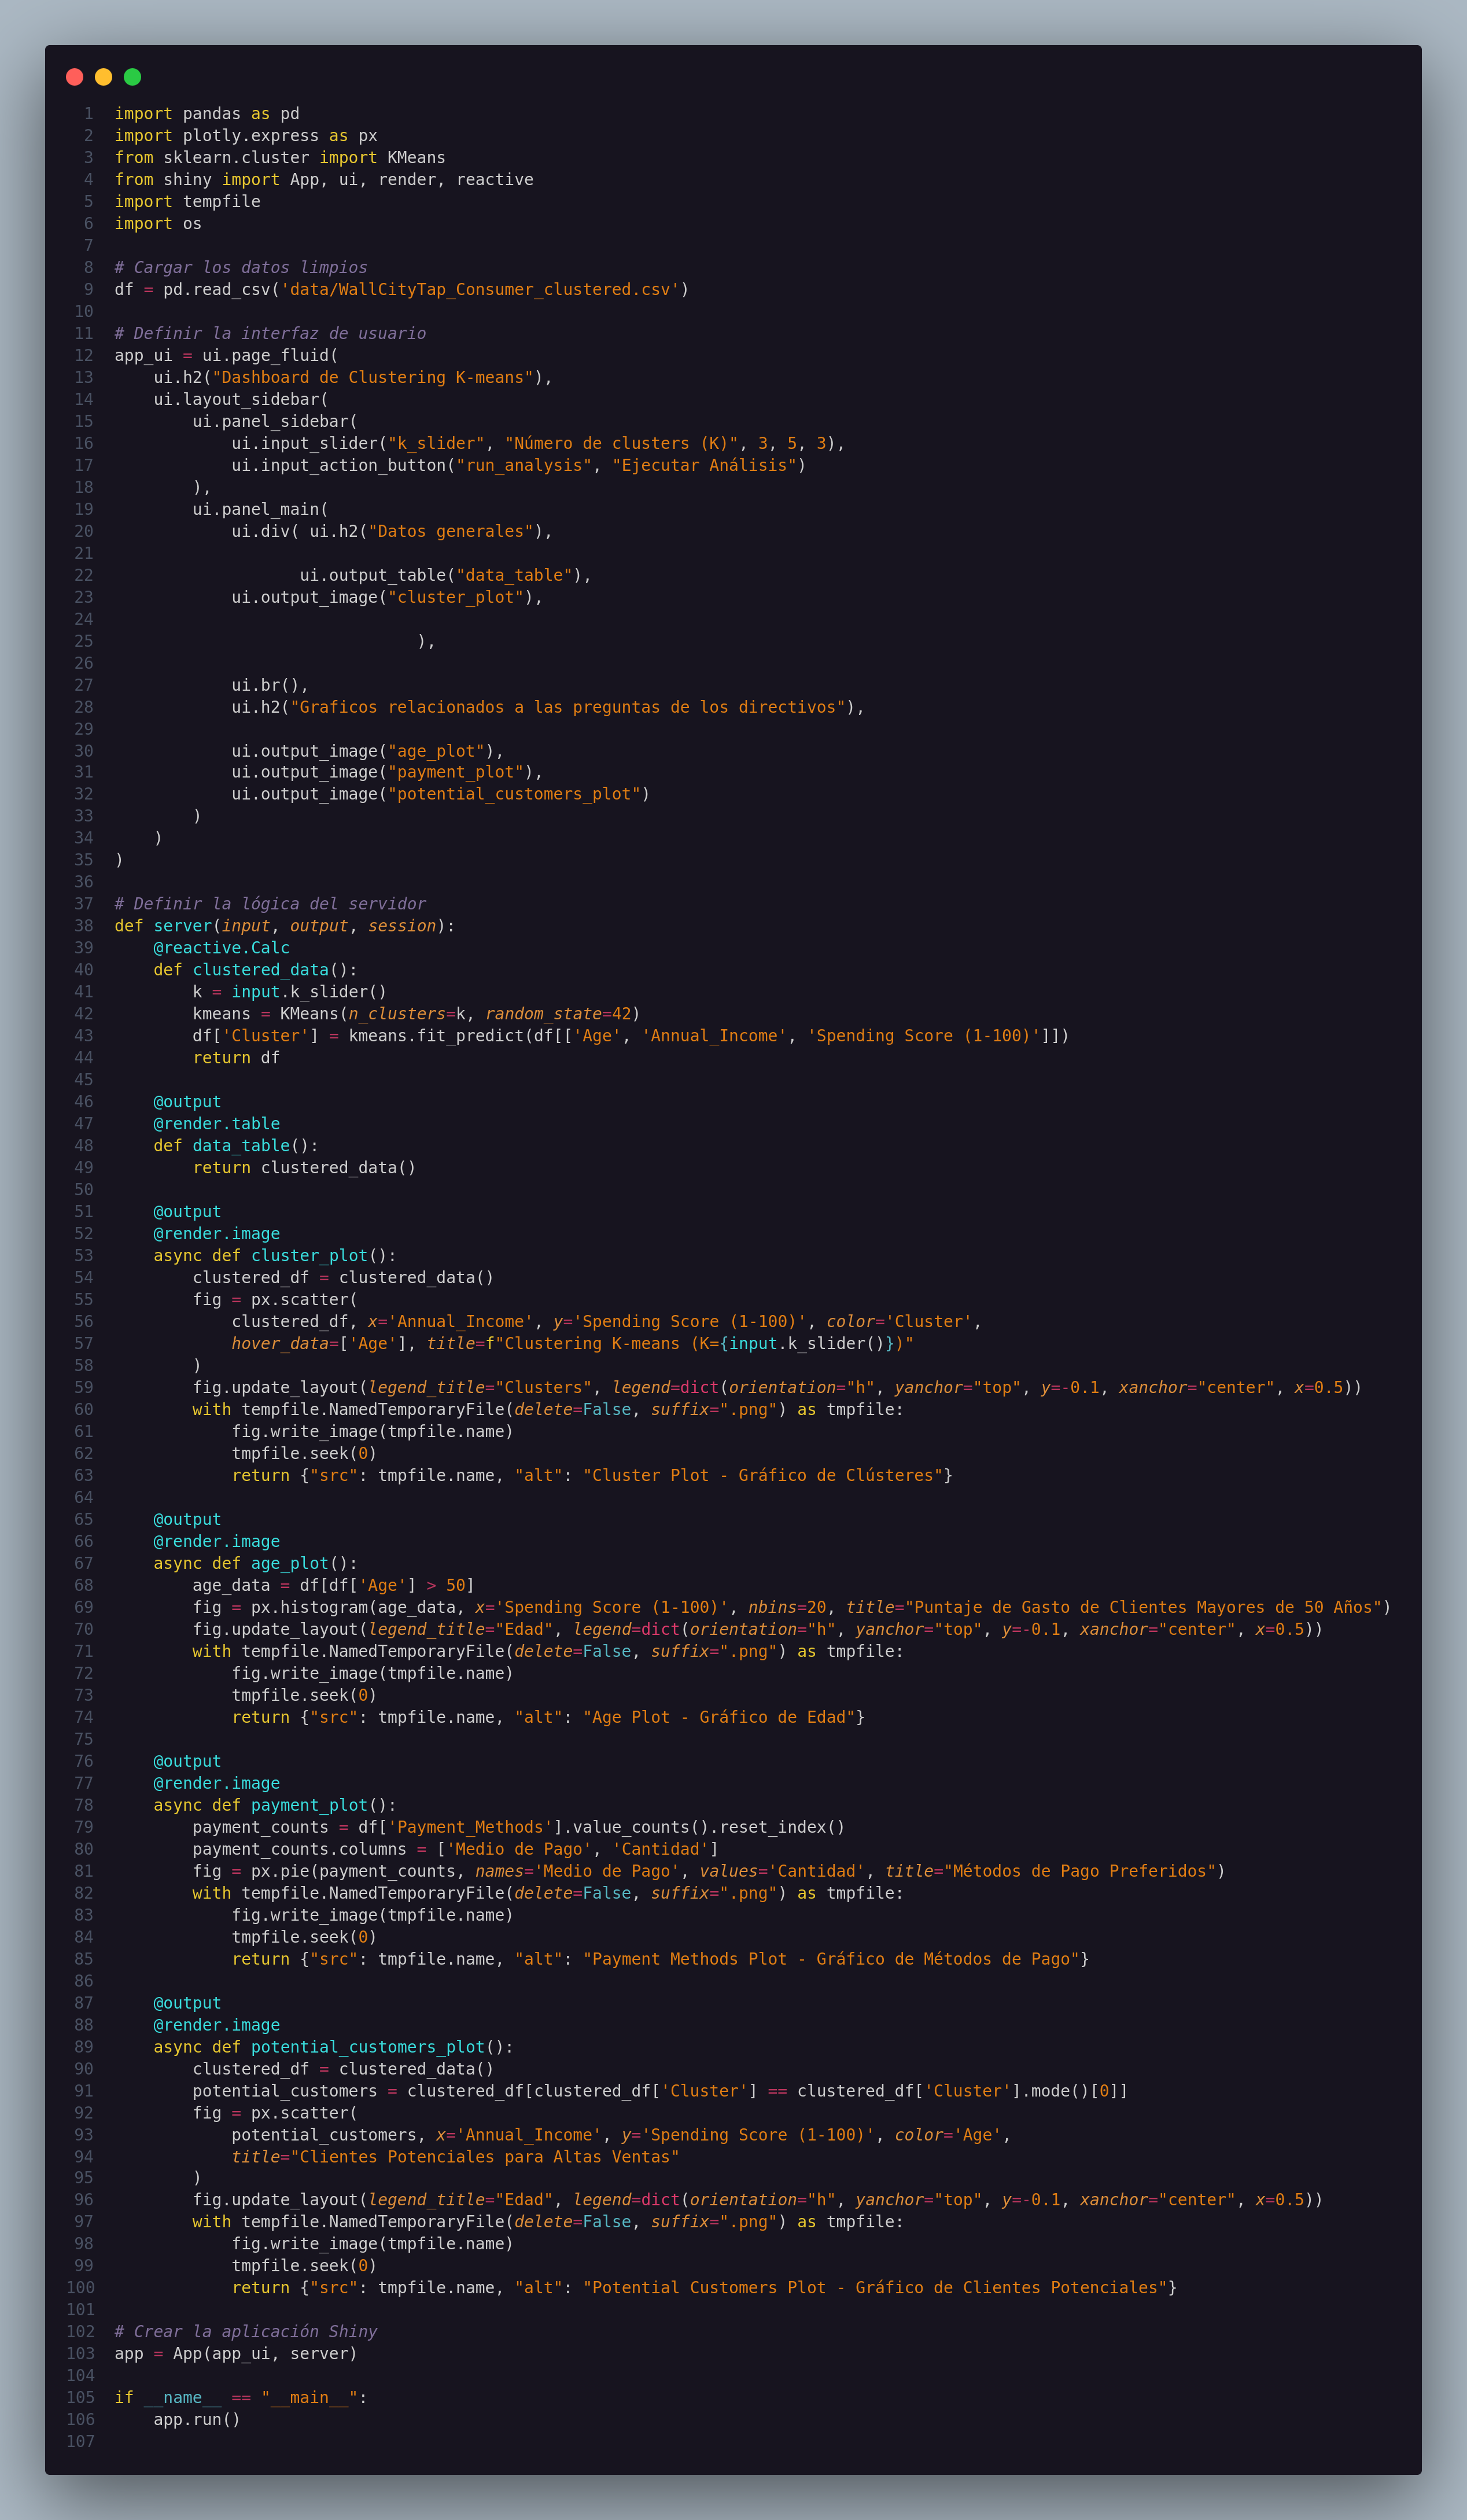 1 import pandas as pd
2 import plotly.express as px
3 from sklearn.cluster import KMeans
4 from shiny import App, ui, render, reactive
5 import tempfile
6 import os
7
8 # Cargar los datos limpios
9 df = pd.read_csv('data/WallCityTap_Consumer_clustered.csv')
10
11 # Definir la interfaz de usuario
12 app_ui = ui.page_fluid(
13     ui.h2("Dashboard de Clustering K-means"),
14     ui.layout_sidebar(
15         ui.panel_sidebar(
16             ui.input_slider("k_slider", "Número de clusters (K)", 3, 5, 3),
17             ui.input_action_button("run_analysis", "Ejecutar Análisis")
18         ),
19         ui.panel_main(
20             ui.div( ui.h2("Datos generales"),
21
22                    ui.output_table("data_table"),
23             ui.output_image("cluster_plot"),
24
25                                ),
26
27             ui.br(),
28             ui.h2("Graficos relacionados a las preguntas de los directivos"),
29
30             ui.output_image("age_plot"),
31             ui.output_image("payment_plot"),
32             ui.output_image("potential_customers_plot")
33         )
34     )
35 )
36
37 # Definir la lógica del servidor
38 def server(input, output, session):
39     @reactive.Calc
40     def clustered_data():
41         k = input.k_slider()
42         kmeans = KMeans(n_clusters=k, random_state=42)
43         df['Cluster'] = kmeans.fit_predict(df[['Age', 'Annual_Income', 'Spending Score (1-100)']])
44         return df
45
46     @output
47     @render.table
48     def data_table():
49         return clustered_data()
50
51     @output
52     @render.image
53     async def cluster_plot():
54         clustered_df = clustered_data()
55         fig = px.scatter(
56             clustered_df, x='Annual_Income', y='Spending Score (1-100)', color='Cluster',
57             hover_data=['Age'], title=f"Clustering K-means (K={input.k_slider()})"
58         )
59         fig.update_layout(legend_title="Clusters", legend=dict(orientation="h", yanchor="top", y=-0.1, xanchor="center", x=0.5))
60         with tempfile.NamedTemporaryFile(delete=False, suffix=".png") as tmpfile:
61             fig.write_image(tmpfile.name)
62             tmpfile.seek(0)
63             return {"src": tmpfile.name, "alt": "Cluster Plot - Gráfico de Clústeres"}
64
65     @output
66     @render.image
67     async def age_plot():
68         age_data = df[df['Age'] > 50]
69         fig = px.histogram(age_data, x='Spending Score (1-100)', nbins=20, title="Puntaje de Gasto de Clientes Mayores de 50 Años")
70         fig.update_layout(legend_title="Edad", legend=dict(orientation="h", yanchor="top", y=-0.1, xanchor="center", x=0.5))
71         with tempfile.NamedTemporaryFile(delete=False, suffix=".png") as tmpfile:
72             fig.write_image(tmpfile.name)
73             tmpfile.seek(0)
74             return {"src": tmpfile.name, "alt": "Age Plot - Gráfico de Edad"}
75
76     @output
77     @render.image
78     async def payment_plot():
79         payment_counts = df['Payment_Methods'].value_counts().reset_index()
80         payment_counts.columns = ['Medio de Pago', 'Cantidad']
81         fig = px.pie(payment_counts, names='Medio de Pago', values='Cantidad', title="Métodos de Pago Preferidos")
82         with tempfile.NamedTemporaryFile(delete=False, suffix=".png") as tmpfile:
83             fig.write_image(tmpfile.name)
84             tmpfile.seek(0)
85             return {"src": tmpfile.name, "alt": "Payment Methods Plot - Gráfico de Métodos de Pago"}
86
87     @output
88     @render.image
89     async def potential_customers_plot():
90         clustered_df = clustered_data()
91         potential_customers = clustered_df[clustered_df['Cluster'] == clustered_df['Cluster'].mode()[0]]
92         fig = px.scatter(
93             potential_customers, x='Annual_Income', y='Spending Score (1-100)', color='Age',
94             title="Clientes Potenciales para Altas Ventas"
95         )
96         fig.update_layout(legend_title="Edad", legend=dict(orientation="h", yanchor="top", y=-0.1, xanchor="center", x=0.5))
97         with tempfile.NamedTemporaryFile(delete=False, suffix=".png") as tmpfile:
98             fig.write_image(tmpfile.name)
99             tmpfile.seek(0)
100             return {"src": tmpfile.name, "alt": "Potential Customers Plot - Gráfico de Clientes Potenciales"}
101
102 # Crear la aplicación Shiny
103 app = App(app_ui, server)
104
105 if __name__ == "__main__":
106     app.run()
107